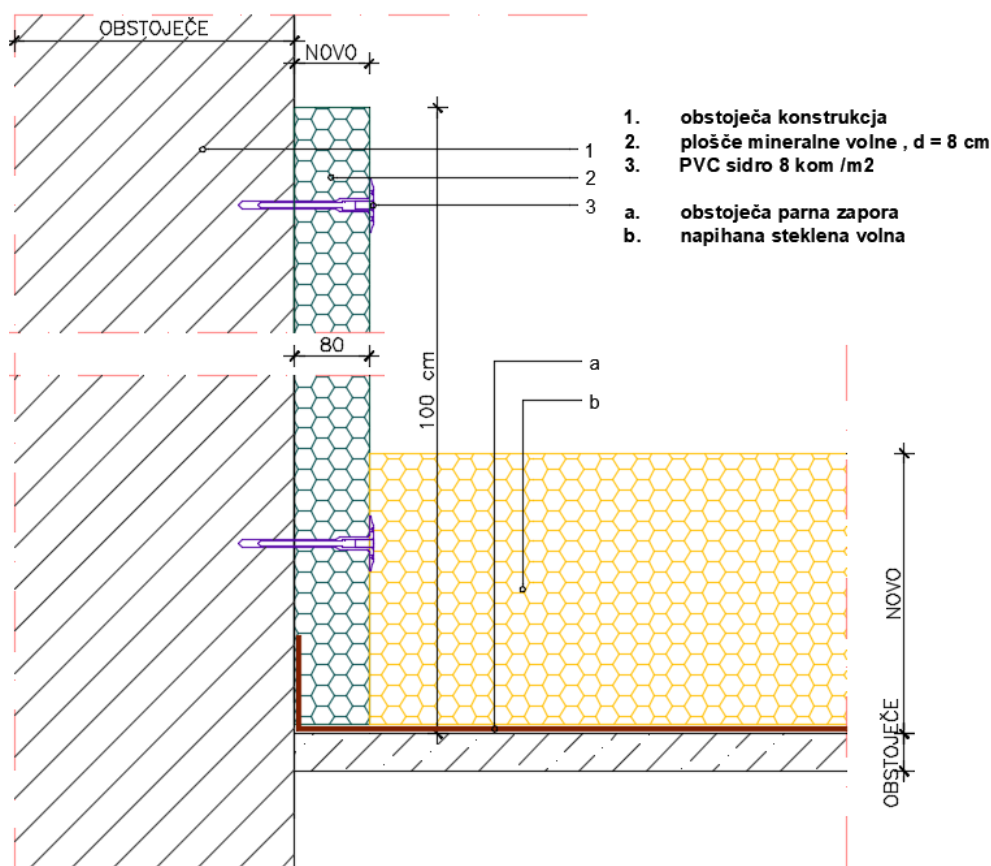 OBSTOJEČE
NOVO
1. obstoječa konstrukcja
2. plošče mineralne volne , d = 8 cm
3. PVC sidro 8 kom /m2
a. obstoječa parna zapora
b. napihana steklena volna
1
2
3
80
100 cm
a
b
NOVO
OBSTOJEČE